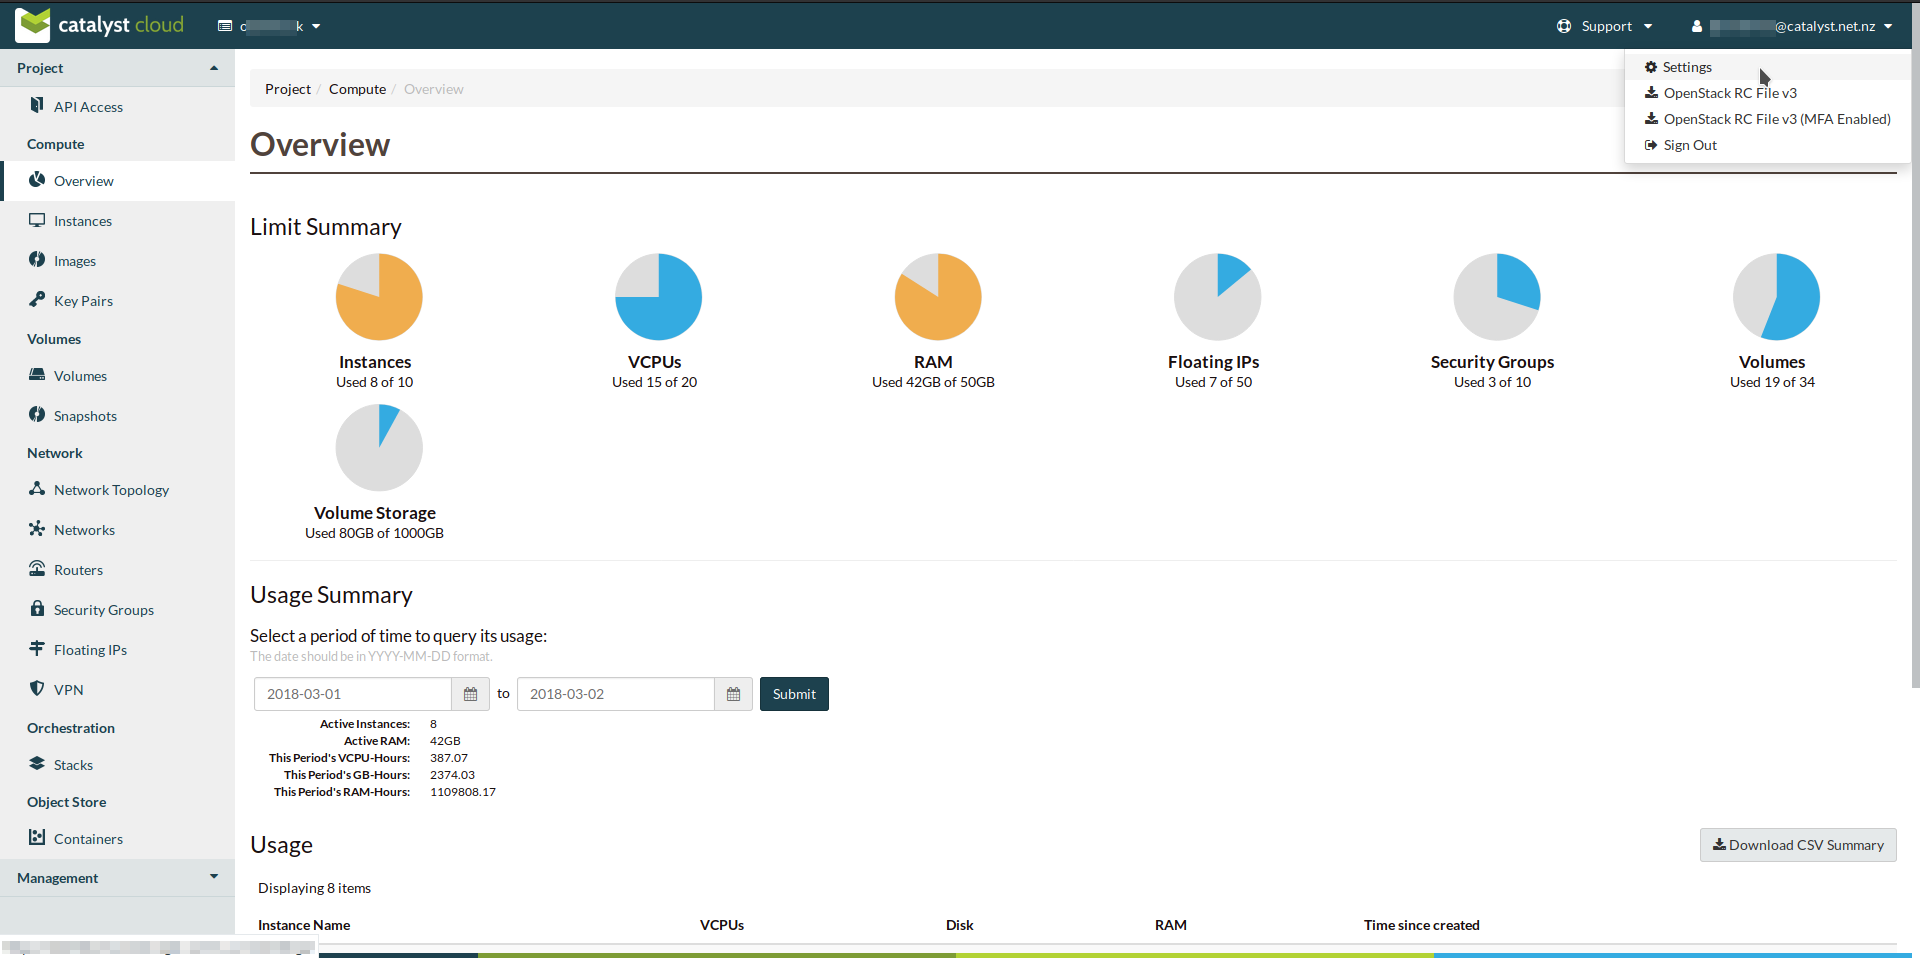 catalyst cloud
Support
@catalyst.net.nz
Settings
OpenStack RC File v3
OpenStack RC File v3 (MFA Enabled)
Sign Out
Project
API Access
Compute
Overview
Instances
Images
Key Pairs
Volumes
Volumes
Snapshots
Network
Network Topology
Networks
Routers
Security Groups
Floating IPs
VPN
Orchestration
Stacks
Object Store
Containers
Management
Project / Compute / Overview
Overview
Limit Summary
Instances
Used 8 of 10
VCPUs
Used 15 of 20
RAM
Used 42GB of 50GB
Floating IPs
Used 7 of 50
Security Groups
Used 3 of 10
Volumes
Used 19 of 34
Volume Storage
Used 80GB of 1000GB
Usage Summary
Select a period of time to query its usage:
The date should be in YYYY-MM-DD format.
2018-03-01 to 2018-03-02 Submit
Active Instances: 8
Active RAM: 42GB
This Period's VCPU-Hours: 387.07
This Period's GB-Hours: 2374.03
This Period's RAM-Hours: 1109808.17
Usage
Download CSV Summary
Displaying 8 items
Instance Name VCPUs Disk RAM Time since created